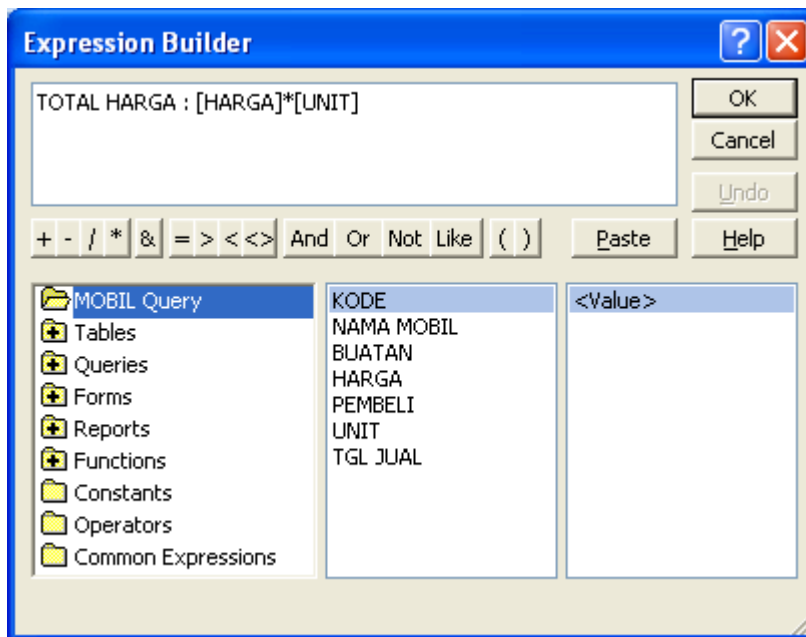 Expression Builder
?
TOTAL HARGA : [HARGA]*[UNIT]
OK
Cancel
Undo
+ - / * & = > < <> And Or Not Like ( ) Paste Help
MOBIL Query
Tables
Queries
Forms
Reports
Functions
Constants
Operators
Common Expressions
KODE
NAMA MOBIL
BUATAN
HARGA
PEMBELI
UNIT
TGL JUAL
<Value>